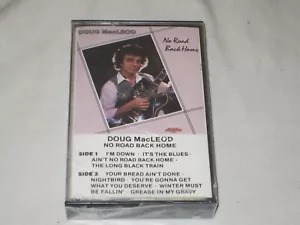 DOUG MacLEOD
No Road
Back Home
DOUG MacLEOD
NO ROAD BACK HOME
SIDE 1 I'M DOWN · IT'S THE BLUES ·
AIN'T NO ROAD BACK HOME ·
THE LONG BLACK TRAIN
SIDE 2 YOUR BREAD AIN'T DONE ·
NIGHTBIRD · YOU'RE GONNA GET
WHAT YOU DESERVE · WINTER MUST
BE FALLIN' · GREASE IN MY GRAVY